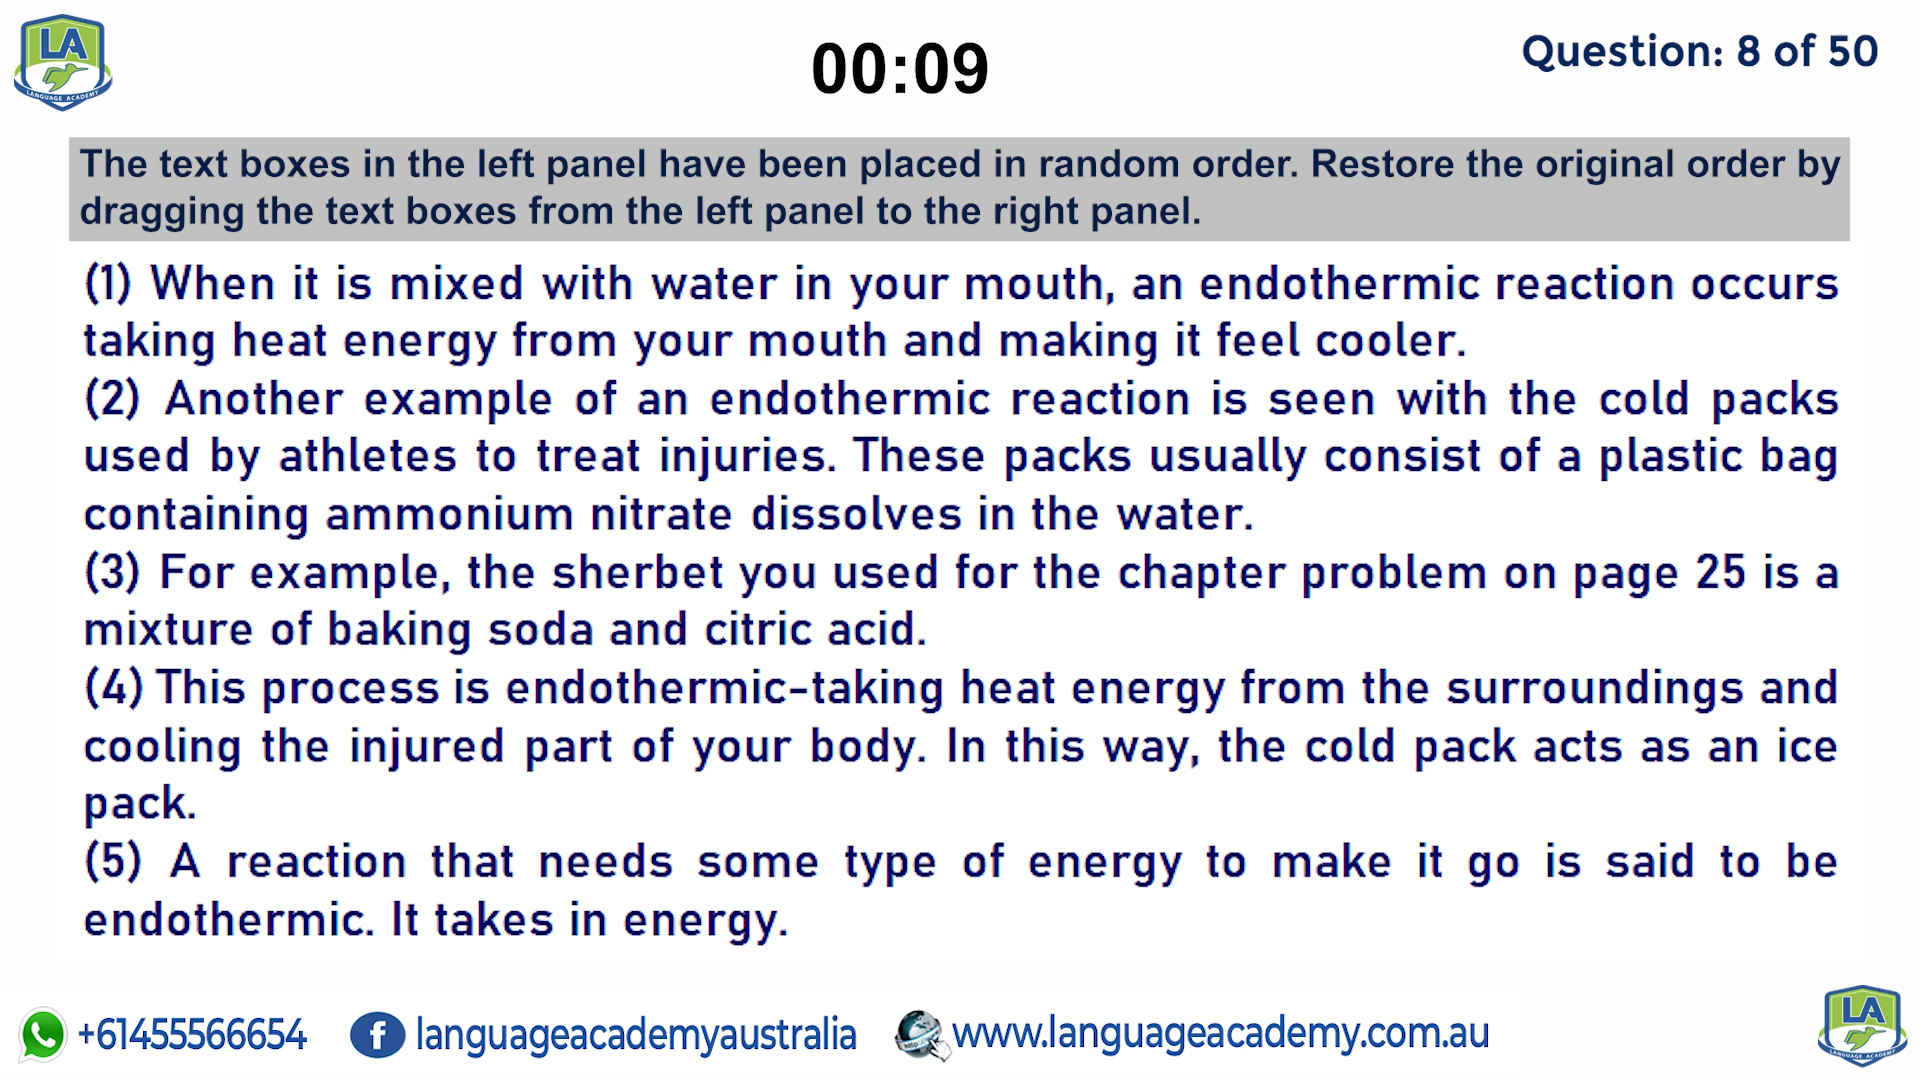 LA
LANGUAGE ACADEMY
00:09
Question: 8 of 50
The text boxes in the left panel have been placed in random order. Restore the original order by
dragging the text boxes from the left panel to the right panel.
(1) When it is mixed with water in your mouth, an endothermic reaction occurs
taking heat energy from your mouth and making it feel cooler.
(2) Another example of an endothermic reaction is seen with the cold packs
used by athletes to treat injuries. These packs usually consist of a plastic bag
containing ammonium nitrate dissolves in the water.
(3) For example, the sherbet you used for the chapter problem on page 25 is a
mixture of baking soda and citric acid.
(4) This process is endothermic-taking heat energy from the surroundings and
cooling the injured part of your body. In this way, the cold pack acts as an ice
pack.
(5) A reaction that needs some type of energy to make it go is said to be
endothermic. It takes in energy.
+61455566654
f languageacademyaustralia
www.languageacademy.com.au
LA
LANGUAGE ACADEMY